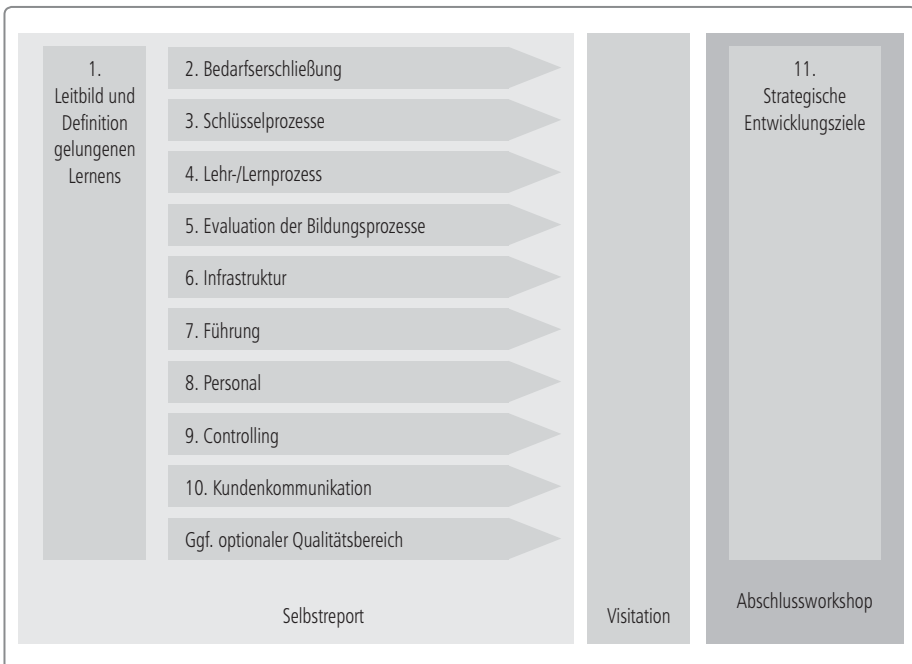 1.
Leitbild und
Definition
gelungenen
Lernens
2. Bedarfserschließung
3. Schlüsselprozesse
4. Lehr-/Lernprozess
5. Evaluation der Bildungsprozesse
6. Infrastruktur
7. Führung
8. Personal
9. Controlling
10. Kundenkommunikation
Ggf. optionaler Qualitätsbereich
Selbstreport
Visitation
11.
Strategische
Entwicklungsziele
Abschlussworkshop